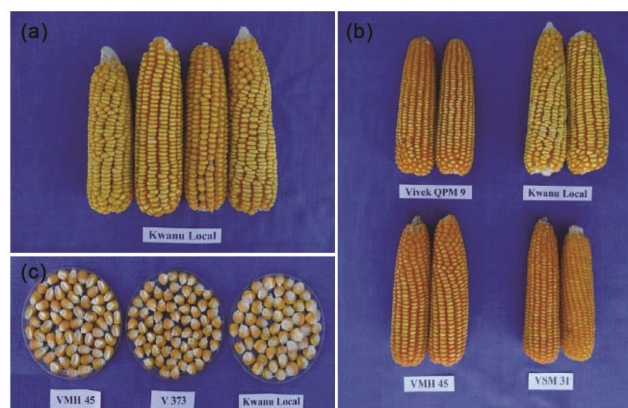 (a)
Kwanu Local
(b)
Vivek QPM 9
Kwanu Local
VMH 45
VSM 31
(c)
VMH 45
V 373
Kwanu Local